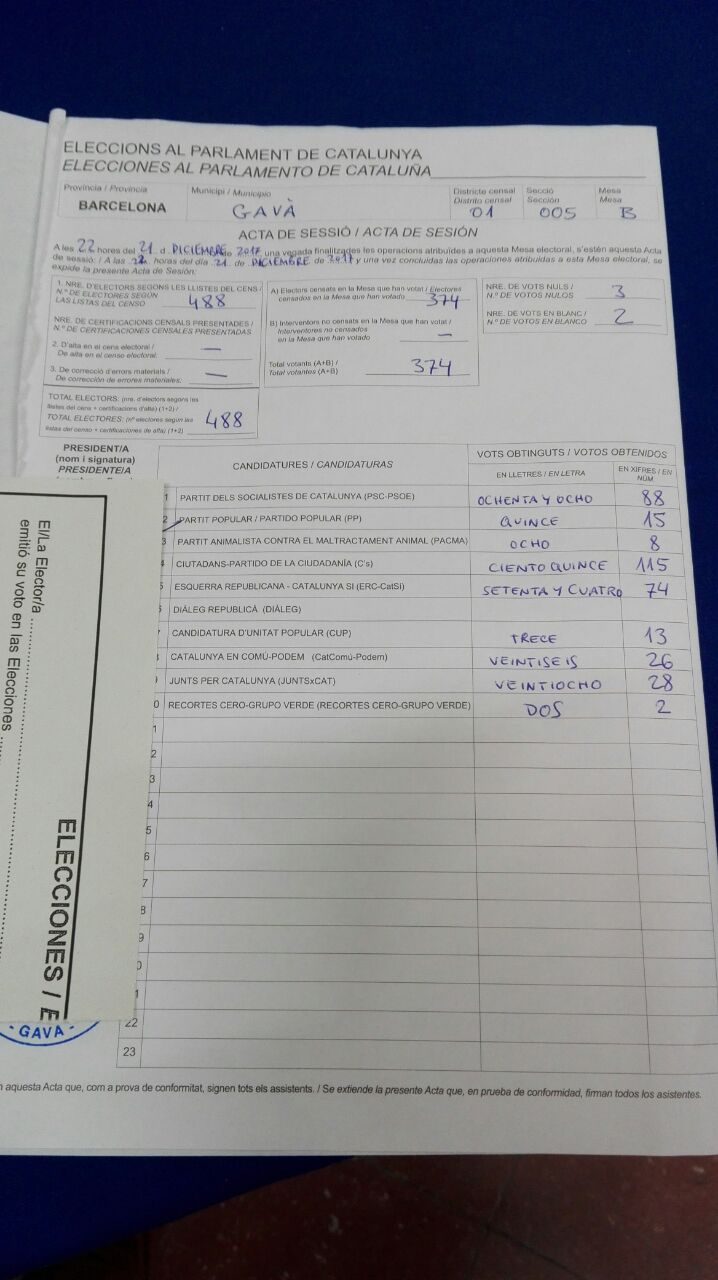 ELECCIONS AL PARLAMENT DE CATALUNYA
ELECCIONES AL PARLAMENTO DE CATALUÑA
Província / Provincia
BARCELONA
Municipi / Municipio
GAVÀ
Districte censal
Distrito censal
01
Secció
Sección
005
Mesa
Mesa
B
ACTA DE SESSIÓ / ACTA DE SESIÓN
A les 22 hores del 21 d DICIEMBRE de 2017, una vegada finalitzades les operacions atribuïdes a aquesta Mesa electoral, s'estén aquesta Acta
de sessió: / A las 22 horas del día 21 de DICIEMBRE de 2017 y una vez concluidas las operaciones atribuidas a esta Mesa electoral, se
expide la presente Acta de Sesión:
1. NRE. D'ELECTORS SEGONS LES LLISTES DEL CENS /
N.º DE ELECTORES SEGÚN
LAS LISTAS DEL CENSO 488
NRE. DE CERTIFICACIONS CENSALS PRESENTADES /
N.º DE CERTIFICACIONES CENSALES PRESENTADAS
2. D'alta en el cens electoral /
De alta en el censo electoral: —
3. De correcció d'errors materials /
De corrección de errores materiales: —
TOTAL ELECTORS: (nre. d'electors segons les
llistes del cens + certificacions d'alta) (1+2) /
TOTAL ELECTORES: (nº electores según las
listas del censo + certificaciones de alta) (1+2) 488
A) Electors censats en la Mesa que han votat / Electores
censados en la Mesa que han votado 374
B) Interventors no censats en la Mesa que han votat /
Interventores no censados
en la Mesa que han votado —
Total votants (A+B) /
Total votantes (A+B) 374
NRE. DE VOTS NULS /
N.º DE VOTOS NULOS 3
NRE. DE VOTS EN BLANC /
N.º DE VOTOS EN BLANCO 2
PRESIDENT/A
(nom i signatura)
PRESIDENTE/A
CANDIDATURES / CANDIDATURAS
VOTS OBTINGUTS / VOTOS OBTENIDOS
EN LLETRES / EN LETRA
EN XIFRES / EN NÚM.
1 PARTIT DELS SOCIALISTES DE CATALUNYA (PSC-PSOE) OCHENTA Y OCHO 88
2 PARTIT POPULAR / PARTIDO POPULAR (PP) QUINCE 15
3 PARTIT ANIMALISTA CONTRA EL MALTRACTAMENT ANIMAL (PACMA) OCHO 8
4 CIUTADANS-PARTIDO DE LA CIUDADANÍA (C's) CIENTO QUINCE 115
5 ESQUERRA REPUBLICANA - CATALUNYA SÍ (ERC-CatSí) SETENTA Y CUATRO 74
DIÀLEG REPUBLICÀ (DIÀLEG)
CANDIDATURA D'UNITAT POPULAR (CUP) TRECE 13
CATALUNYA EN COMÚ-PODEM (CatComú-Podem) VEINTISEIS 26
JUNTS PER CATALUNYA (JUNTSxCAT) VEINTIOCHO 28
0 RECORTES CERO-GRUPO VERDE (RECORTES CERO-GRUPO VERDE) DOS 2
1
2
3
4
5
6
7
8
9
0
1
22
23
El/La Elector/a
emitió su voto en las Elecciones
ELECCIONES / E
GAVA
n aquesta Acta que, com a prova de conformitat, signen tots els assistents. / Se extiende la presente Acta que, en prueba de conformidad, firman todos los asistentes.